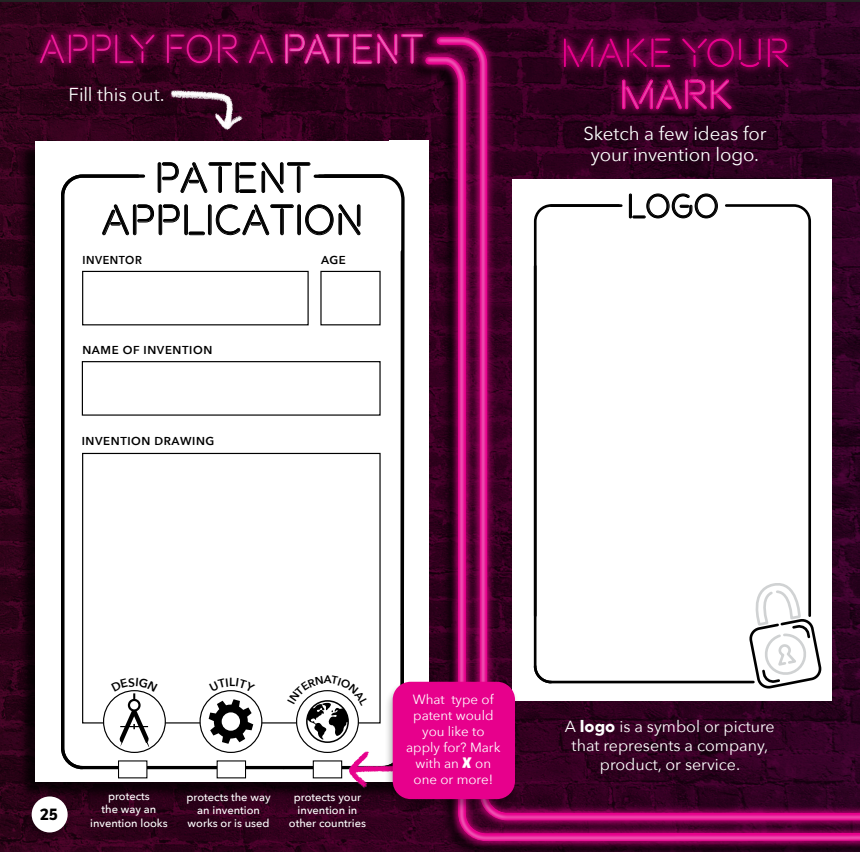 APPLY FOR A PATENT
Fill this out.
PATENT
APPLICATION
INVENTOR
AGE
NAME OF INVENTION
INVENTION DRAWING
DESIGN
UTILITY
INTERNATIONAL
protects
the way an
invention looks
protects the way
an invention
works or is used
protects your
invention in
other countries
What type of
patent would
you like to
apply for? Mark
with an X on
one or more!
25
MAKE YOUR
MARK
Sketch a few ideas for
your invention logo.
LOGO
A logo is a symbol or picture
that represents a company,
product, or service.